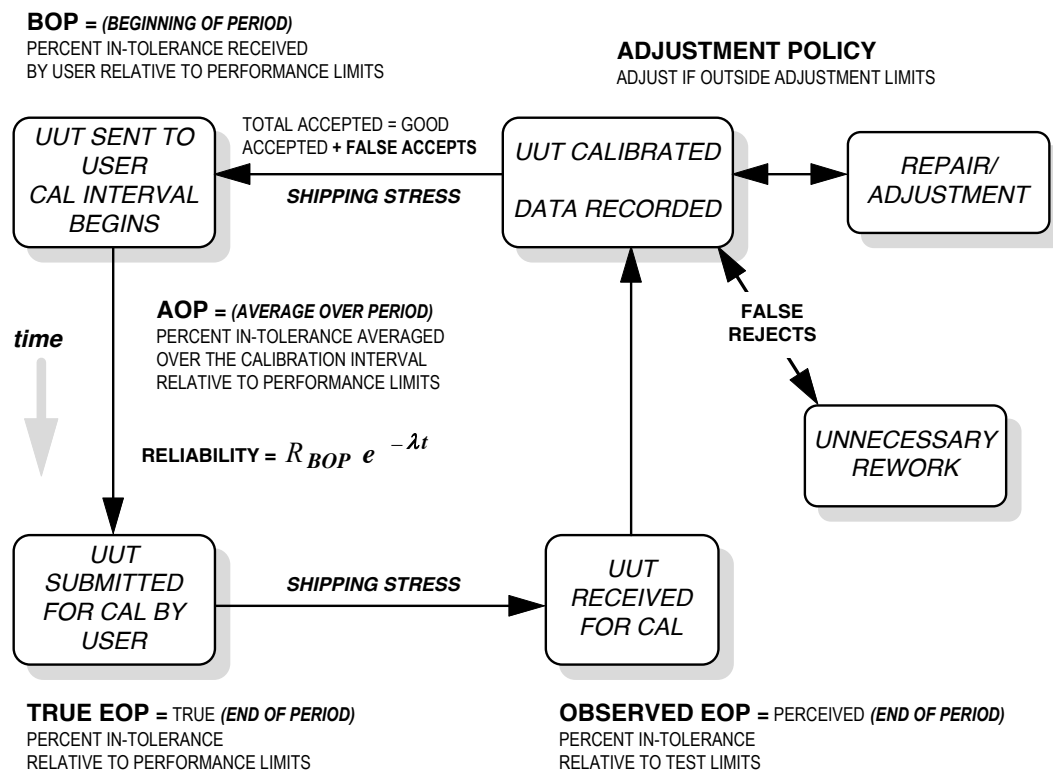 BOP = (BEGINNING OF PERIOD)
PERCENT IN-TOLERANCE RECEIVED
BY USER RELATIVE TO PERFORMANCE LIMITS
ADJUSTMENT POLICY
ADJUST IF OUTSIDE ADJUSTMENT LIMITS
UUT SENT TO
USER
CAL INTERVAL
BEGINS
TOTAL ACCEPTED = GOOD
ACCEPTED + FALSE ACCEPTS
SHIPPING STRESS
UUT CALIBRATED
DATA RECORDED
REPAIR/
ADJUSTMENT
FALSE
REJECTS
UNNECESSARY
REWORK
time
AOP = (AVERAGE OVER PERIOD)
PERCENT IN-TOLERANCE AVERAGED
OVER THE CALIBRATION INTERVAL
RELATIVE TO PERFORMANCE LIMITS
RELIABILITY = R BOP e −λt
UUT
SUBMITTED
FOR CAL BY
USER
SHIPPING STRESS
UUT
RECEIVED
FOR CAL
TRUE EOP = TRUE (END OF PERIOD)
PERCENT IN-TOLERANCE
RELATIVE TO PERFORMANCE LIMITS
OBSERVED EOP = PERCEIVED (END OF PERIOD)
PERCENT IN-TOLERANCE
RELATIVE TO TEST LIMITS